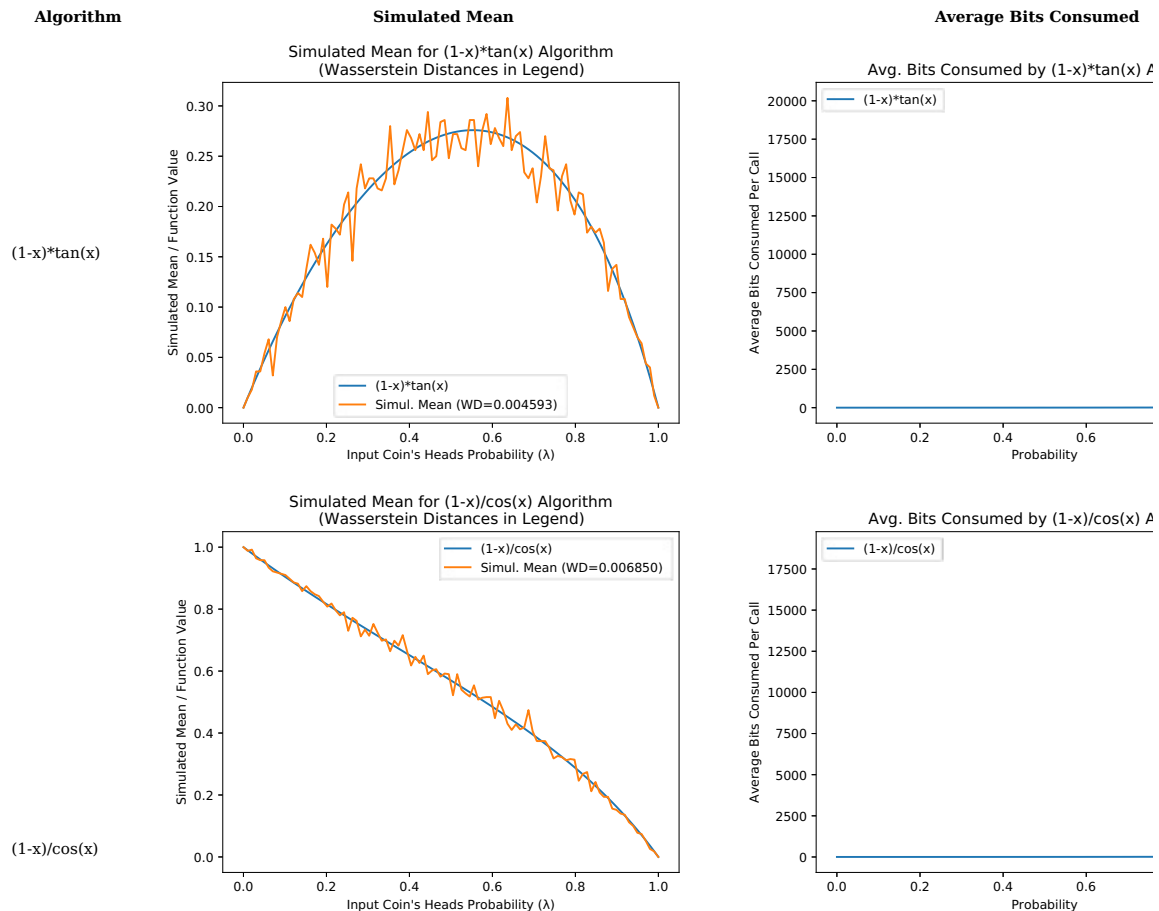 Algorithm
Simulated Mean
Average Bits Consumed
(1-x)*tan(x)
Simulated Mean for (1-x)*tan(x) Algorithm
(Wasserstein Distances in Legend)
Simulated Mean / Function Value
0.30
0.25
0.20
0.15
0.10
0.05
0.00
(1-x)*tan(x)
Simul. Mean (WD=0.004593)
0.0 0.2 0.4 0.6 0.8 1.0
Input Coin's Heads Probability (λ)
Avg. Bits Consumed by (1-x)*tan(x) A
Average Bits Consumed Per Call
20000
17500
15000
12500
10000
7500
5000
2500
0
(1-x)*tan(x)
0.0 0.2 0.4 0.6
Probability
(1-x)/cos(x)
Simulated Mean for (1-x)/cos(x) Algorithm
(Wasserstein Distances in Legend)
Simulated Mean / Function Value
1.0
0.8
0.6
0.4
0.2
0.0
(1-x)/cos(x)
Simul. Mean (WD=0.006850)
0.0 0.2 0.4 0.6 0.8 1.0
Input Coin's Heads Probability (λ)
Avg. Bits Consumed by (1-x)/cos(x) A
Average Bits Consumed Per Call
17500
15000
12500
10000
7500
5000
2500
0
(1-x)/cos(x)
0.0 0.2 0.4 0.6
Probability